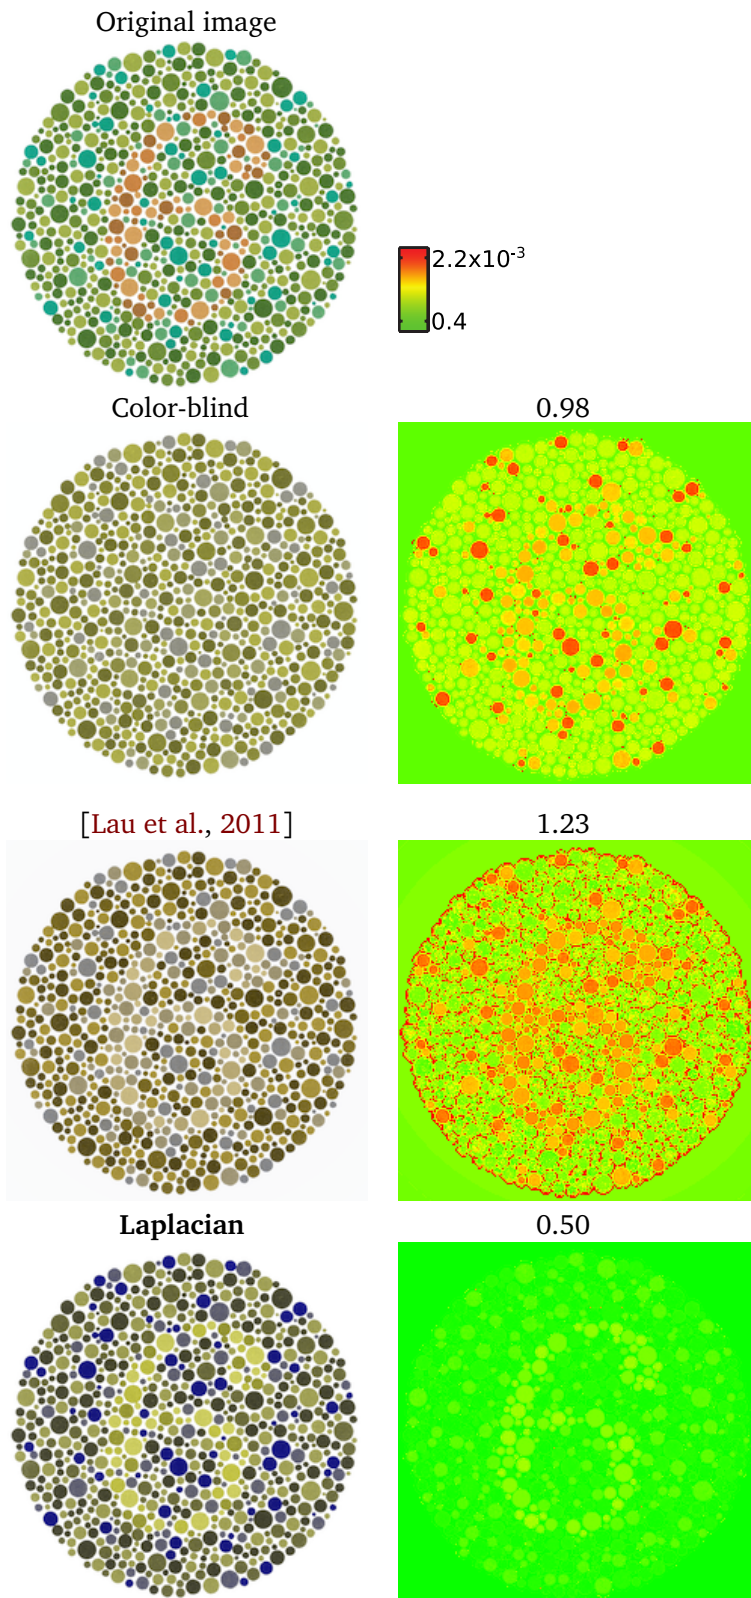 Original image
2.2x10⁻³
0.4
Color-blind
0.98
[Lau et al., 2011]
1.23
Laplacian
0.50
6